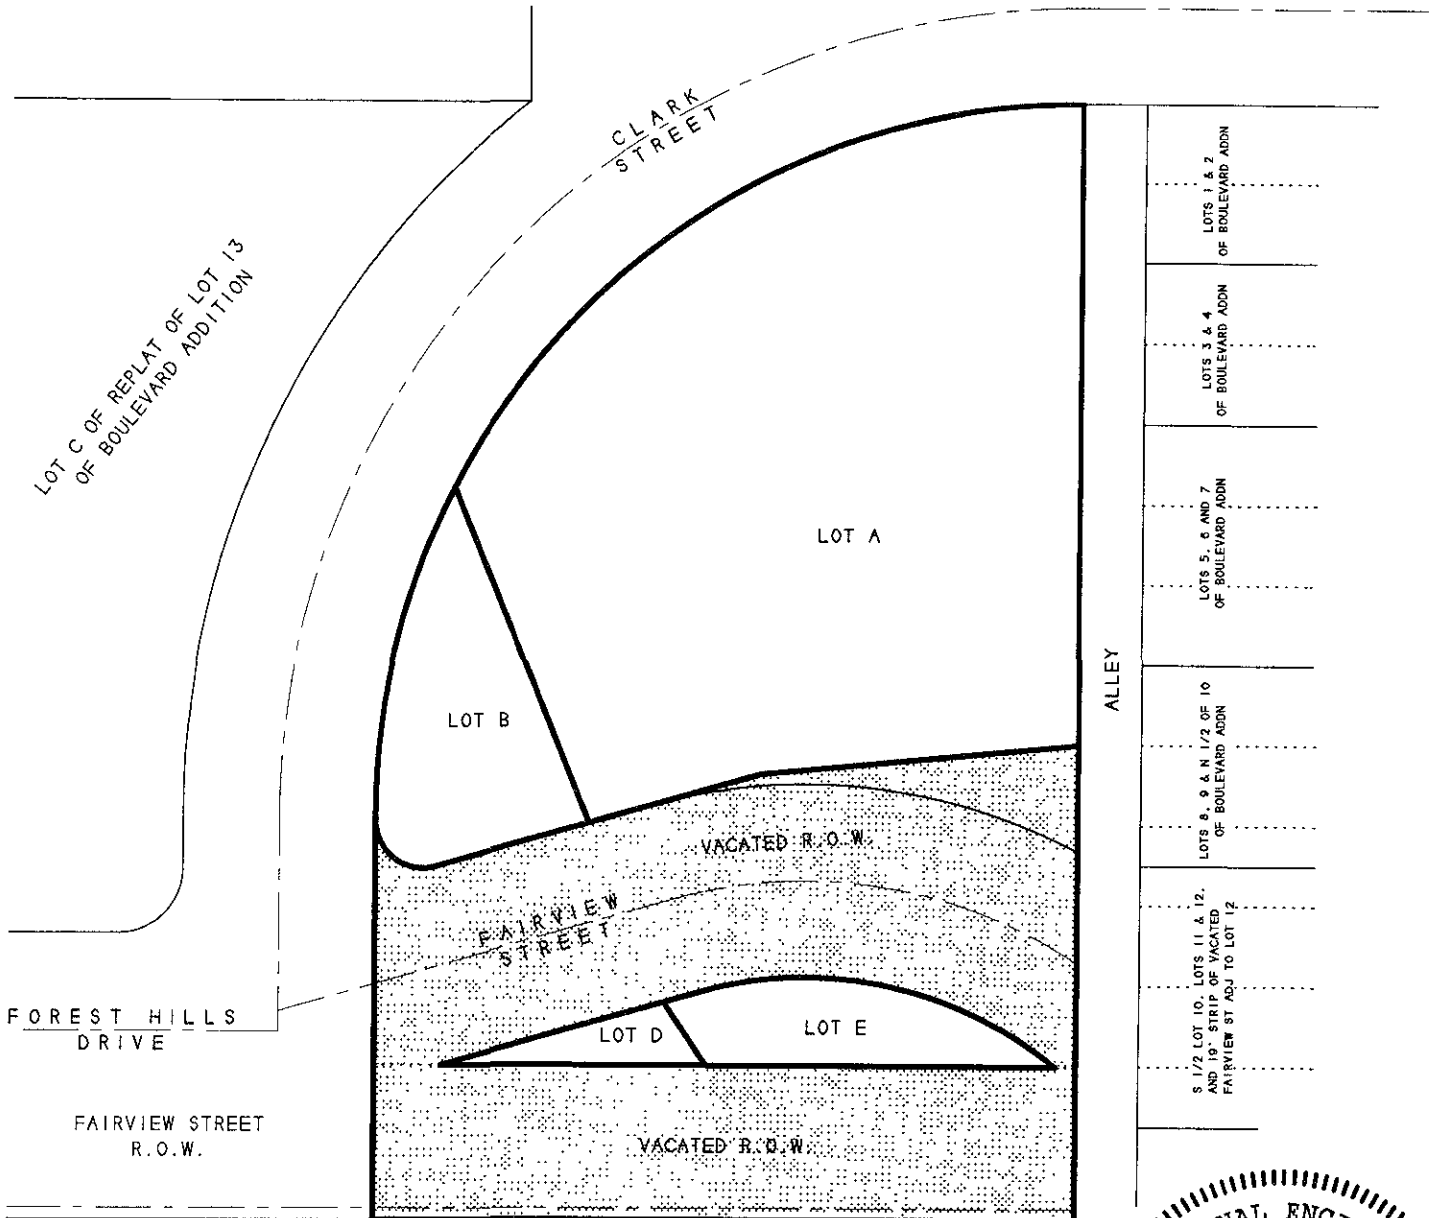 CLARK
STREET
LOT C OF REPLAT OF LOT 13
OF BOULEVARD ADDITION
LOTS 1 & 2
OF BOULEVARD ADDN
LOTS 3 & 4
OF BOULEVARD ADDN
LOT A
LOTS 5, 6 AND 7
OF BOULEVARD ADDN
ALLEY
LOT B
LOTS 8, 9 & N 1/2 OF 10
OF BOULEVARD ADDN
VACATED R.O.W.
FAIRVIEW
STREET
S 1/2 LOT 10, LOTS 11 & 12,
AND 19' STRIP OF VACATED
FAIRVIEW ST ADJ TO LOT 12
FOREST HILLS
DRIVE
LOT D
LOT E
FAIRVIEW STREET
R.O.W.
VACATED R.O.W.